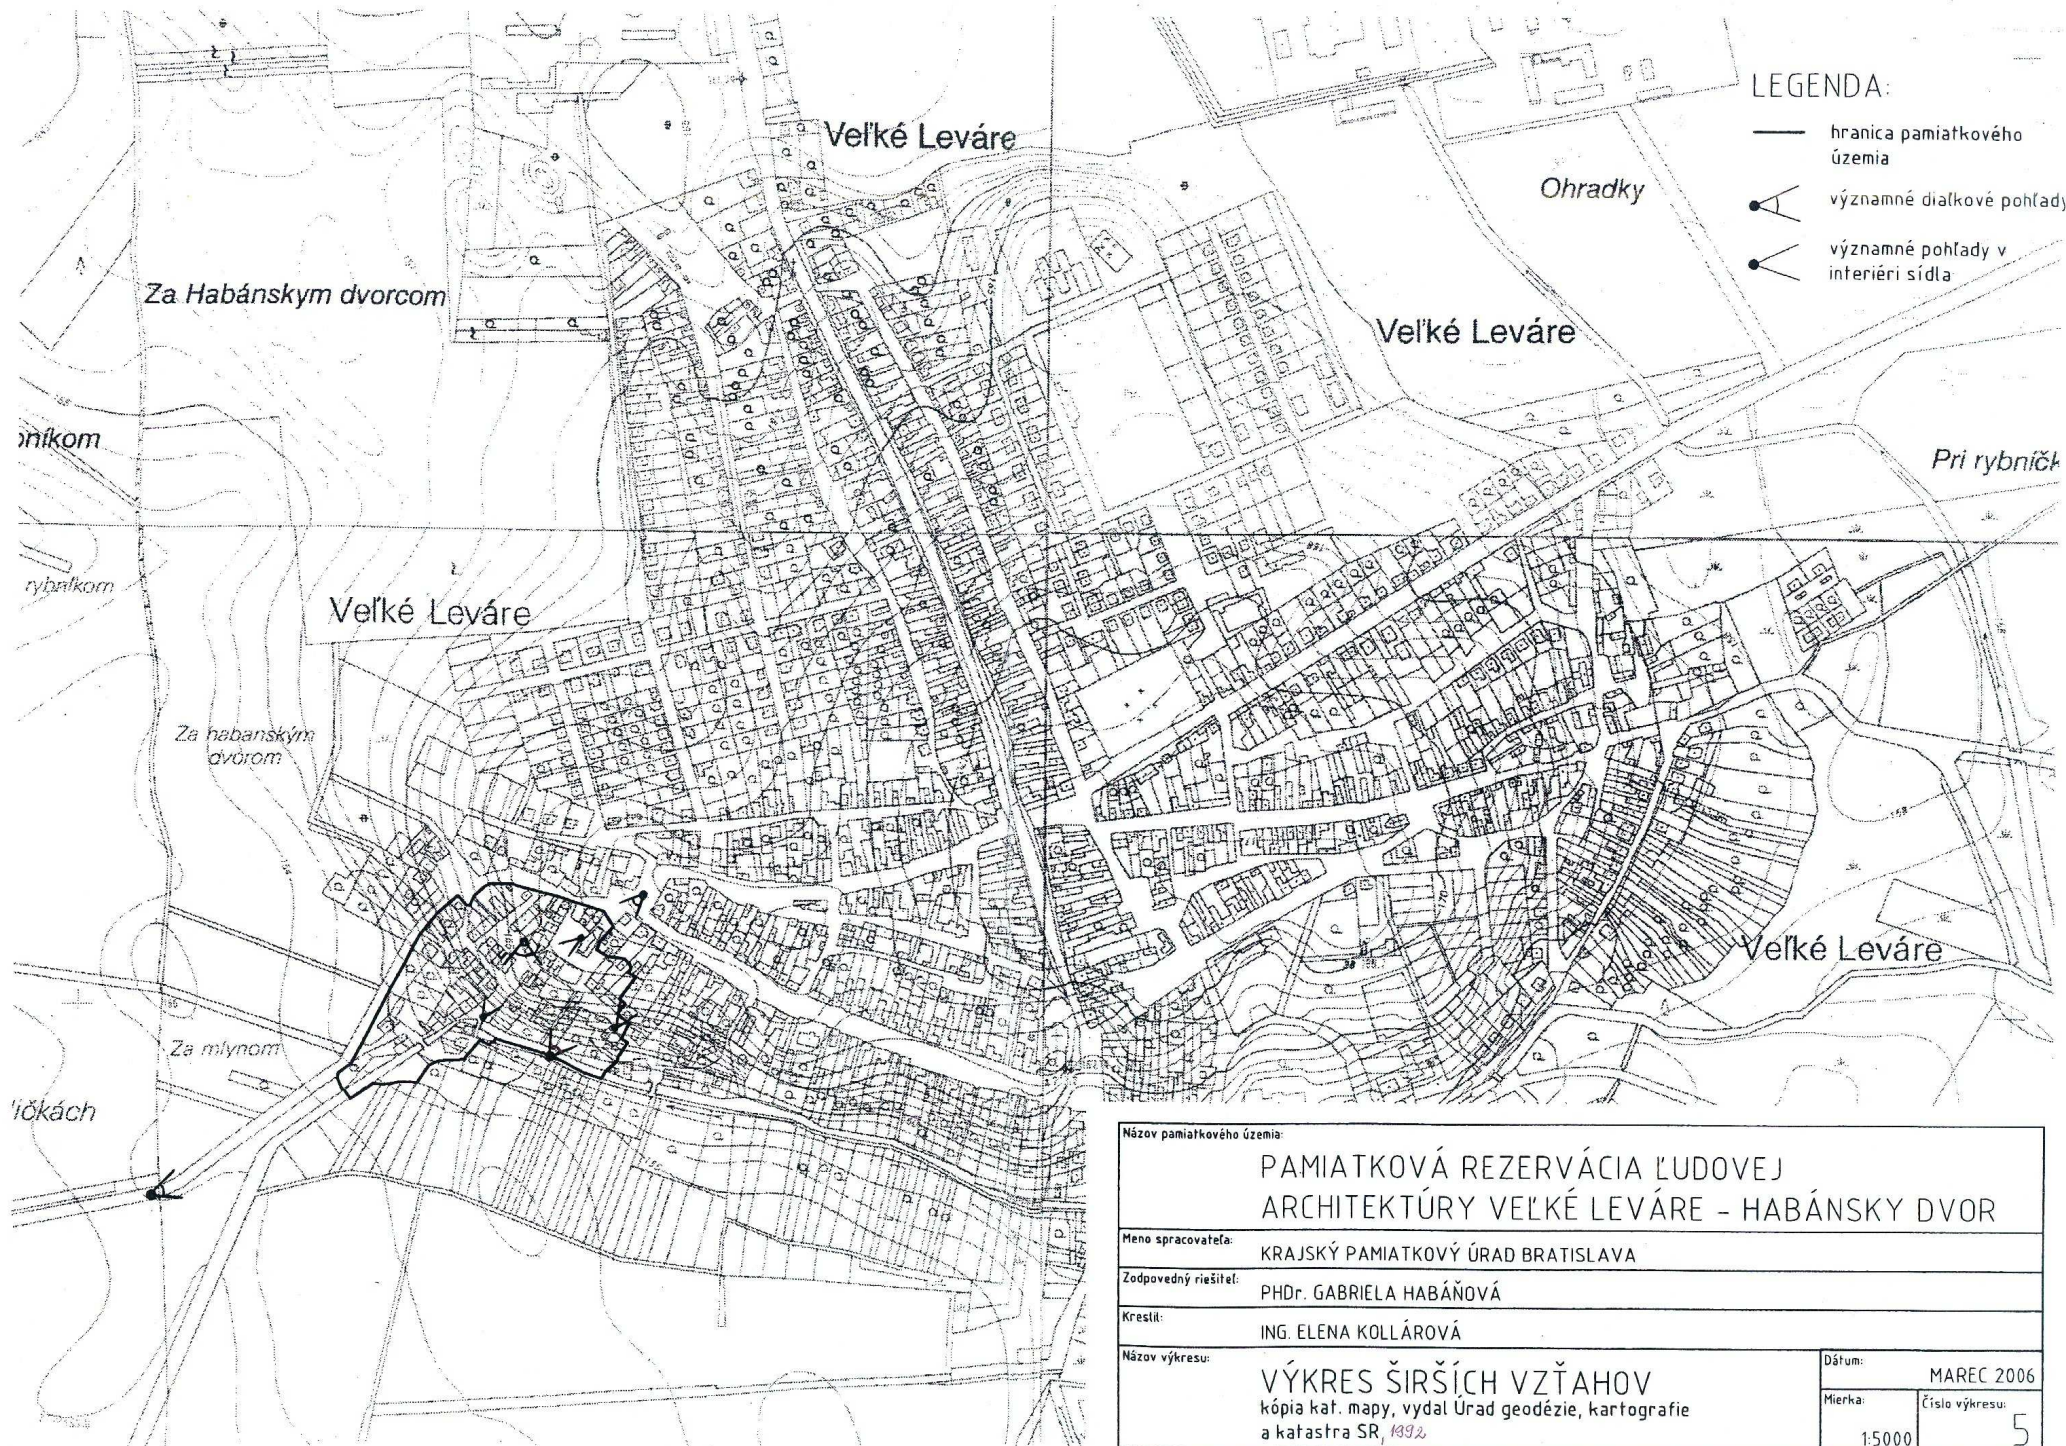 Veľké Leváre
LEGENDA:
hranica pamiatkového
územia
významné diaľkové pohľady
významné pohľady v
interiéri sídla
Ohradky
Za Habánskym dvorcom
Veľké Leváre
Pri rybníčk
oníkom
rybníkom
Veľké Leváre
Za habánským
dvorom
Veľké Leváre
Za mlynom
ličkách
Názov pamiatkového územia:
PAMIATKOVÁ REZERVÁCIA ĽUDOVEJ
ARCHITEKTÚRY VEĽKÉ LEVÁRE - HABÁNSKY DVOR
Meno spracovateľa:
KRAJSKÝ PAMIATKOVÝ ÚRAD BRATISLAVA
Zodpovedný riešiteľ:
PHDr. GABRIELA HABÁŇOVÁ
Kreslil:
ING. ELENA KOLLÁROVÁ
Názov výkresu:
VÝKRES ŠIRŠÍCH VZŤAHOV
kópia kat. mapy, vydal Úrad geodézie, kartografie
a katastra SR, 1992
Dátum:
MAREC 2006
Mierka:
1:5000
Číslo výkresu:
5